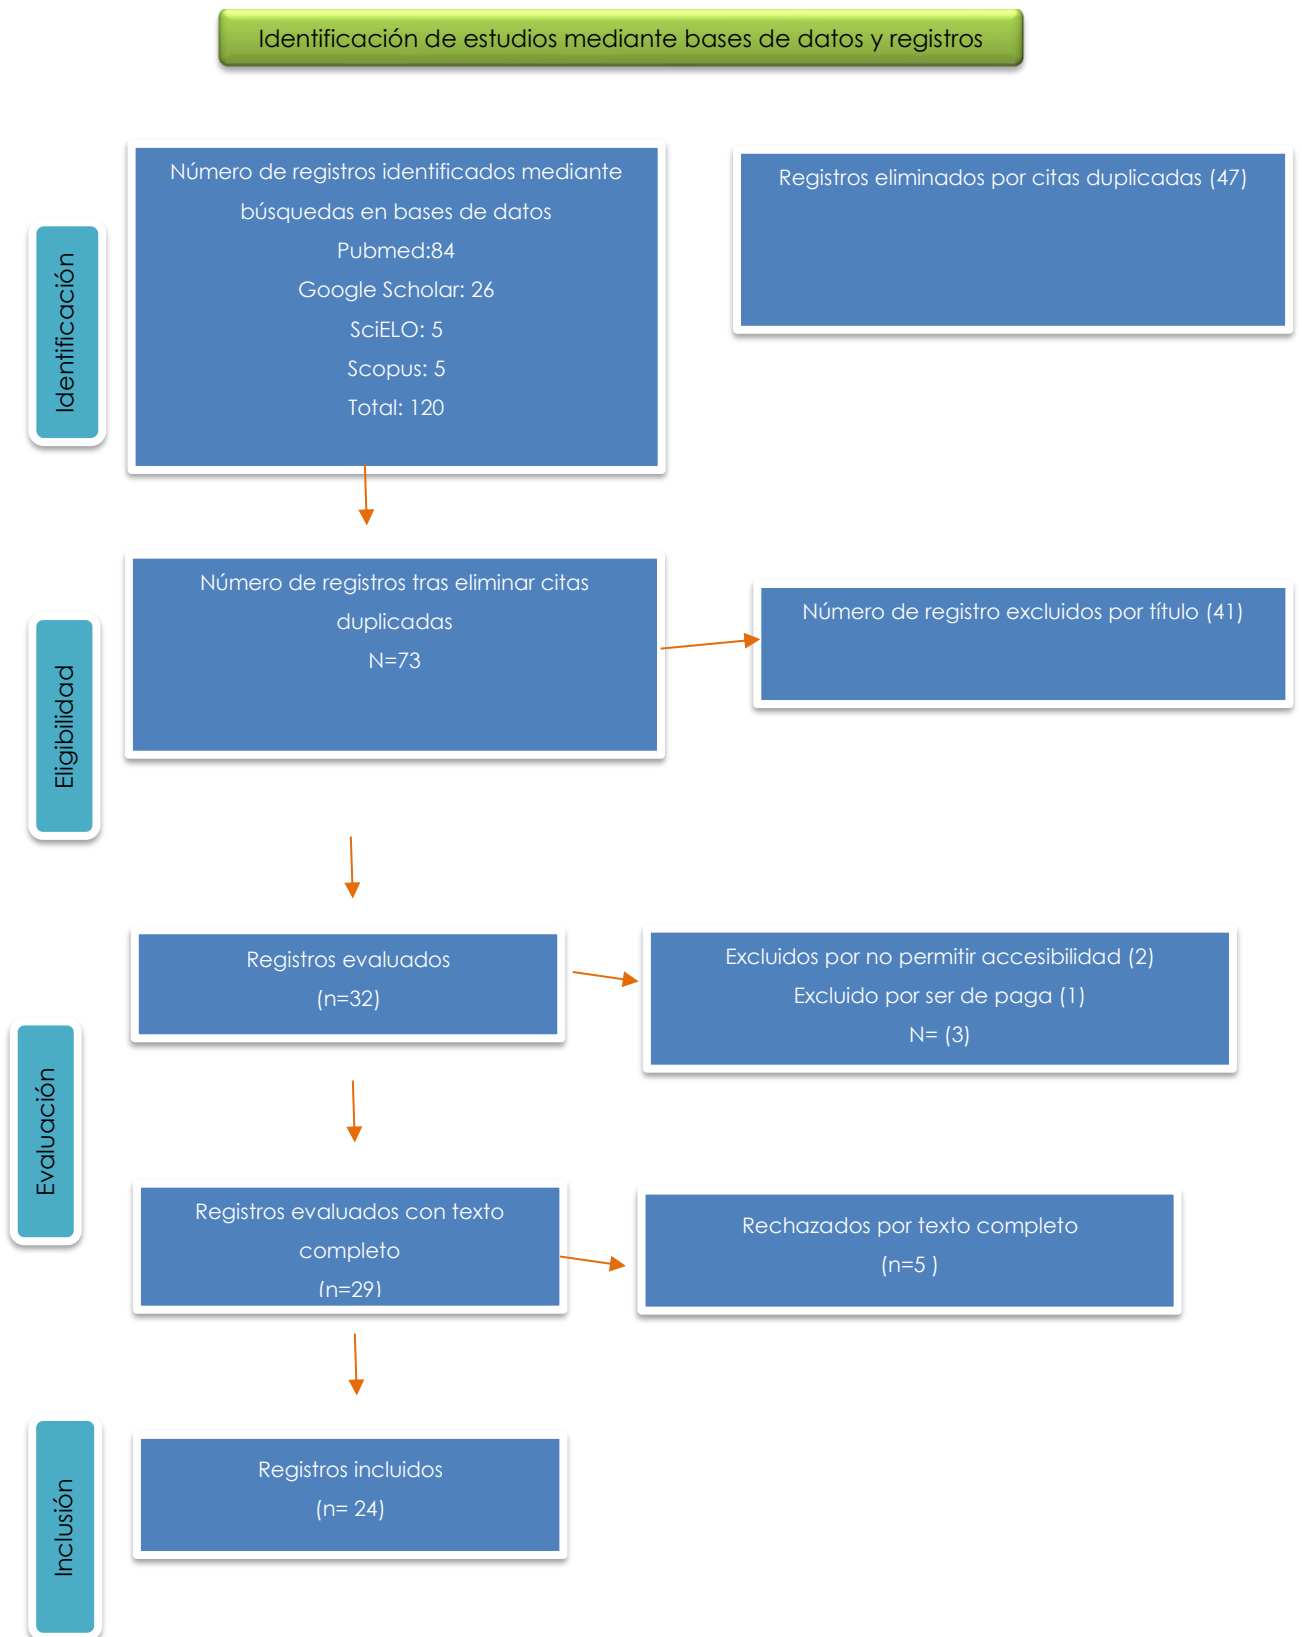 Identificación de estudios mediante bases de datos y registros
Identificación
Número de registros identificados mediante
búsquedas en bases de datos
Pubmed:84
Google Scholar: 26
SciELO: 5
Scopus: 5
Total: 120
Registros eliminados por citas duplicadas (47)
Eligibilidad
Número de registros tras eliminar citas
duplicadas
N=73
Número de registro excluidos por título (41)
Evaluación
Registros evaluados
(n=32)
Excluidos por no permitir accesibilidad (2)
Excluido por ser de paga (1)
N= (3)
Registros evaluados con texto
completo
(n=29)
Rechazados por texto completo
(n=5 )
Inclusión
Registros incluidos
(n= 24)